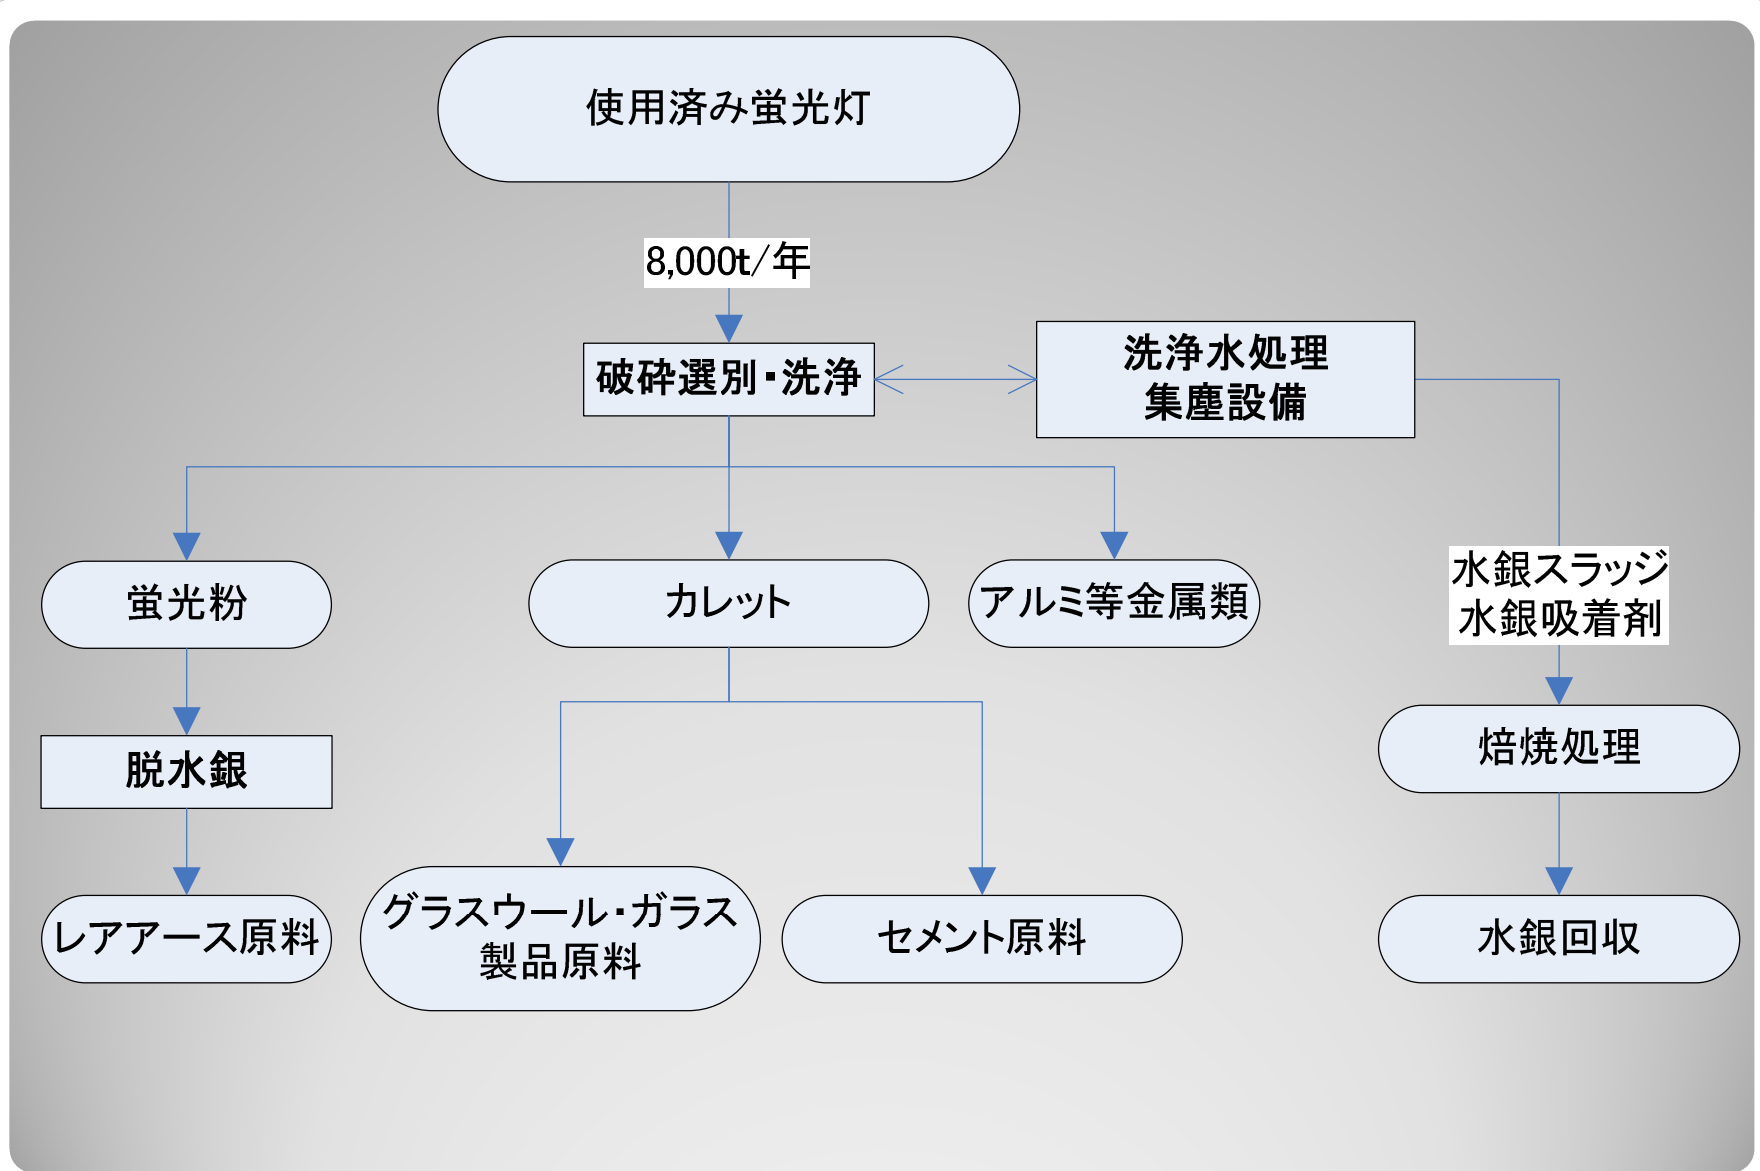 使用済み蛍光灯
8,000t/年
破砕選別・洗浄
洗浄水処理
集塵設備
水銀スラッジ
水銀吸着剤
蛍光粉
カレット
アルミ等金属類
焙焼処理
脱水銀
レアアース原料
グラスウール・ガラス
製品原料
セメント原料
水銀回収